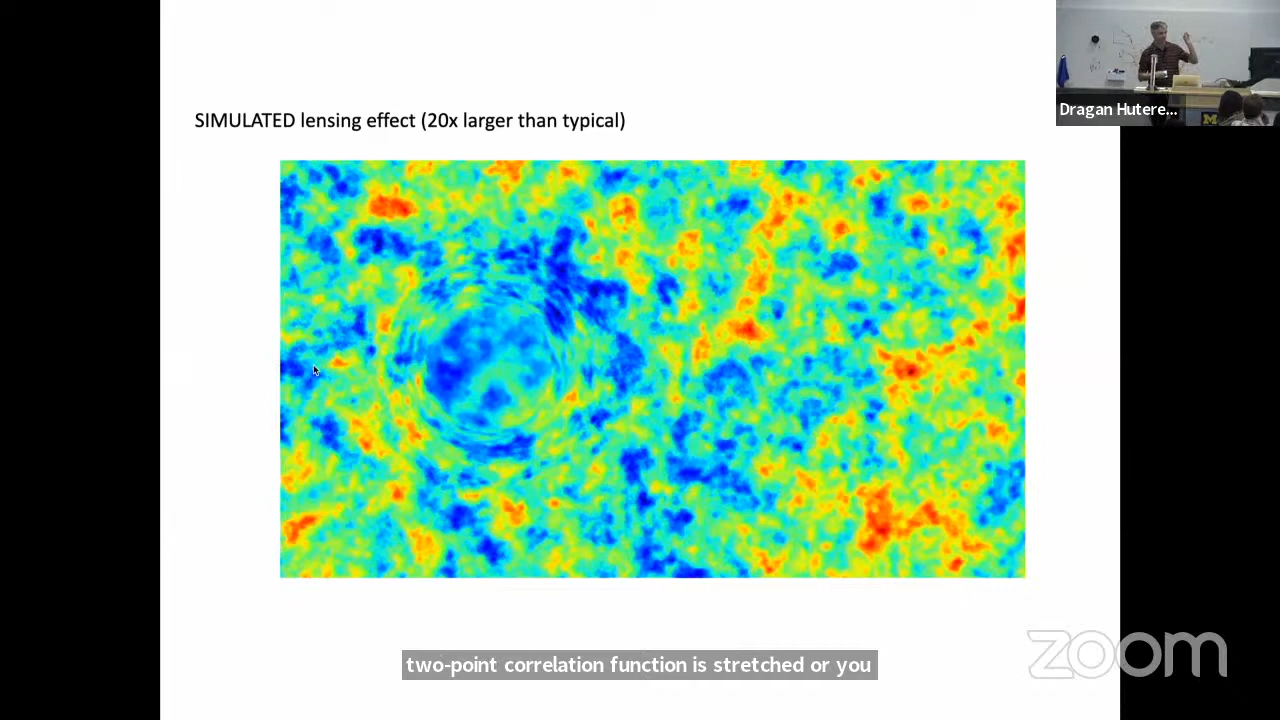 SIMULATED lensing effect (20x larger than typical)
Dragan Hutere...
M
two-point correlation function is stretched or you
zoom